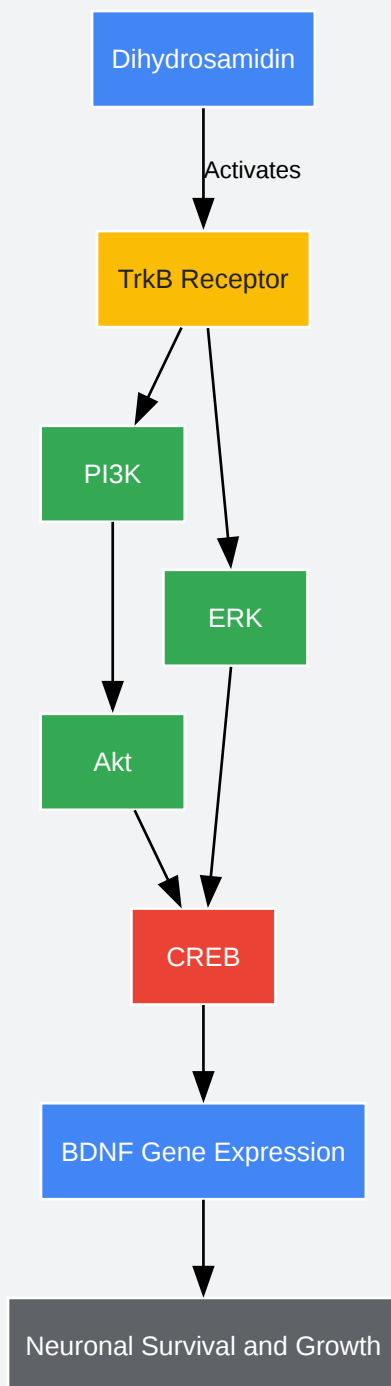 Dihydrosamidin
Activates
TrkB Receptor
PI3K
ERK
Akt
CREB
BDNF Gene Expression
Neuronal Survival and Growth